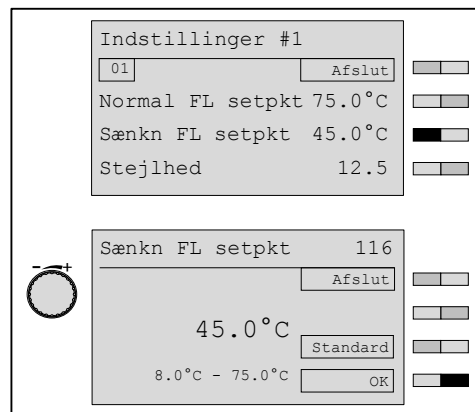 Indstillinger #1
01 Afslut
Normal FL setpkt 75.0°C
Sænkn FL setpkt 45.0°C
Stejlhed 12.5
Sænkn FL setpkt 116
Afslut
- +
45.0°C
Standard
8.0°C - 75.0°C OK